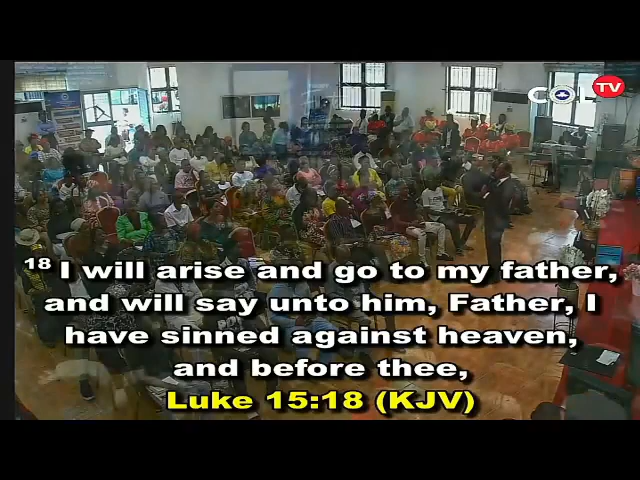 COL TV
18 I will arise and go to my father,
and will say unto him, Father, I
have sinned against heaven,
and before thee,
Luke 15:18 (KJV)